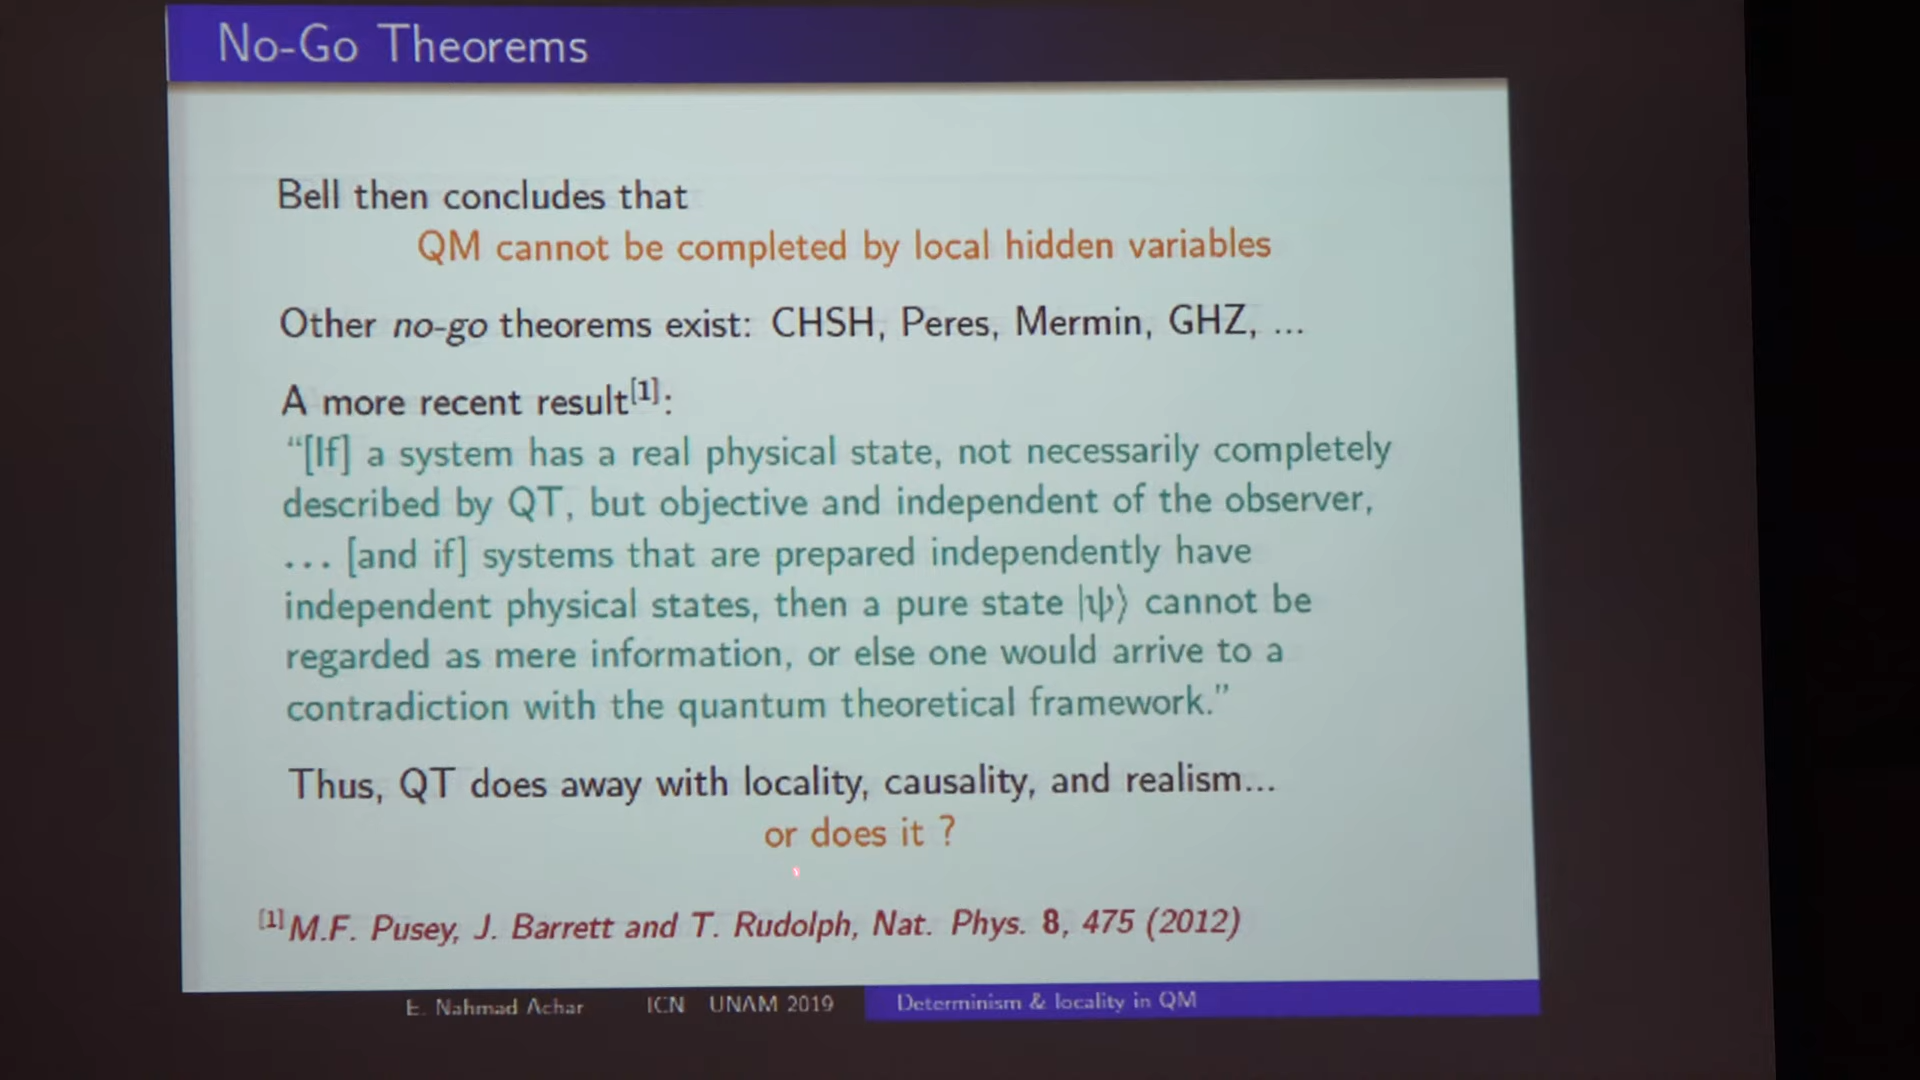 No-Go Theorems
Bell then concludes that
QM cannot be completed by local hidden variables
Other no-go theorems exist: CHSH, Peres, Mermin, GHZ, ...
A more recent result[1]:
“[If] a system has a real physical state, not necessarily completely
described by QT, but objective and independent of the observer,
... [and if] systems that are prepared independently have
independent physical states, then a pure state |ψ⟩ cannot be
regarded as mere information, or else one would arrive to a
contradiction with the quantum theoretical framework.”
Thus, QT does away with locality, causality, and realism...
or does it ?
[1] M.F. Pusey, J. Barrett and T. Rudolph, Nat. Phys. 8, 475 (2012)
E. Nahmad Achar ICN UNAM 2019 Determinism & locality in QM